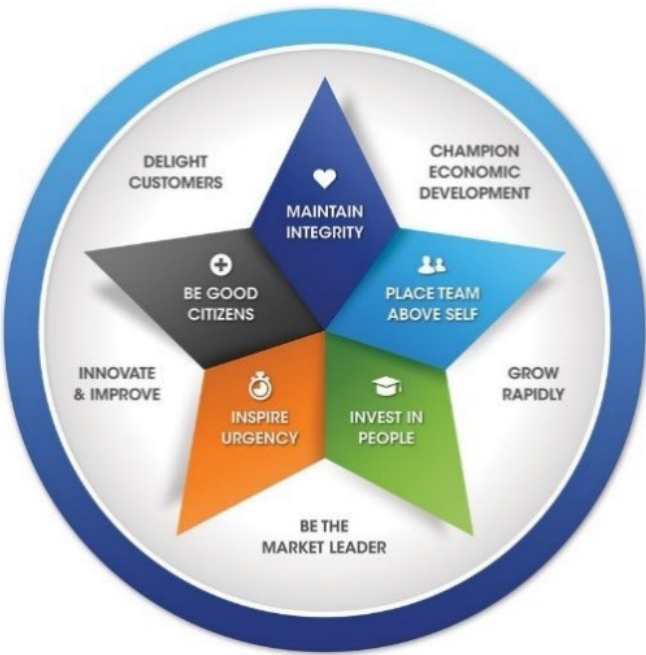 DELIGHT
CUSTOMERS
CHAMPION
ECONOMIC
DEVELOPMENT
MAINTAIN
INTEGRITY
BE GOOD
CITIZENS
PLACE TEAM
ABOVE SELF
INNOVATE
& IMPROVE
GROW
RAPIDLY
INSPIRE
URGENCY
INVEST IN
PEOPLE
BE THE
MARKET LEADER